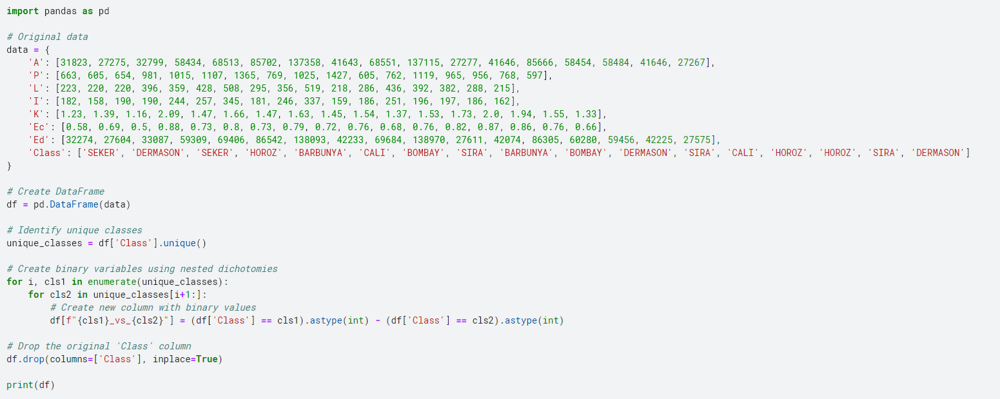 import pandas as pd
# Original data
data = {
    'A': [31823, 27275, 32799, 58434, 68513, 85702, 137358, 41643, 68551, 137115, 27277, 41646, 85666, 58454, 58484, 41646, 27267],
    'P': [663, 605, 654, 981, 1015, 1107, 1365, 769, 1025, 1427, 605, 762, 1119, 965, 956, 768, 597],
    'L': [223, 220, 220, 396, 359, 428, 508, 295, 356, 519, 218, 286, 436, 392, 382, 288, 215],
    'I': [182, 158, 190, 190, 244, 257, 345, 181, 246, 337, 159, 186, 251, 196, 197, 186, 162],
    'K': [1.23, 1.39, 1.16, 2.09, 1.47, 1.66, 1.47, 1.63, 1.45, 1.54, 1.37, 1.53, 1.73, 2.0, 1.94, 1.55, 1.33],
    'Ec': [0.58, 0.69, 0.5, 0.88, 0.73, 0.8, 0.73, 0.79, 0.72, 0.76, 0.68, 0.76, 0.82, 0.87, 0.86, 0.76, 0.66],
    'Ed': [32274, 27604, 33087, 59309, 69406, 86542, 138093, 42233, 69684, 138970, 27611, 42074, 86305, 60280, 59456, 42225, 27575],
    'Class': ['SEKER', 'DERMASON', 'SEKER', 'HOROZ', 'BARBUNYA', 'CALI', 'BOMBAY', 'SIRA', 'BARBUNYA', 'BOMBAY', 'DERMASON', 'SIRA', 'CALI', 'HOROZ', 'HOROZ', 'SIRA', 'DERMASON']
}
# Create DataFrame
df = pd.DataFrame(data)
# Identify unique classes
unique_classes = df['Class'].unique()
# Create binary variables using nested dichotomies
for i, cls1 in enumerate(unique_classes):
    for cls2 in unique_classes[i+1:]:
        # Create new column with binary values
        df[f"{cls1}_vs_{cls2}"] = (df['Class'] == cls1).astype(int) - (df['Class'] == cls2).astype(int)
# Drop the original 'Class' column
df.drop(columns=['Class'], inplace=True)
print(df)